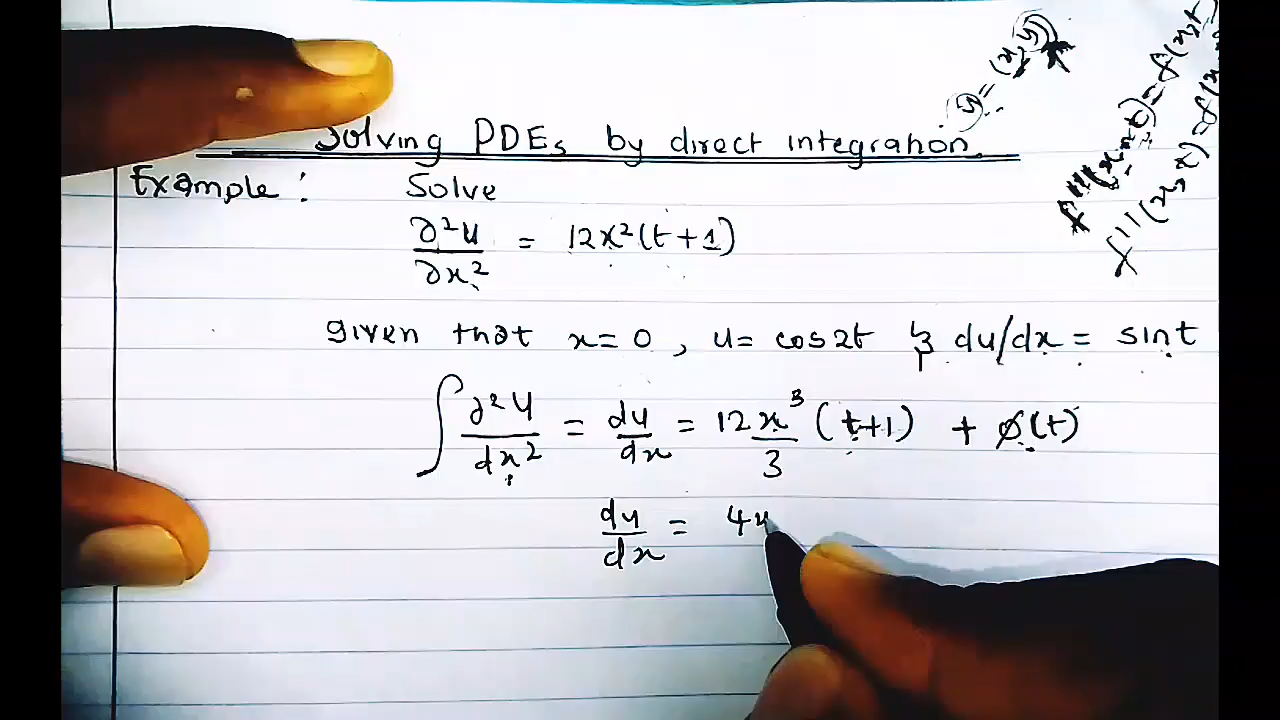 Solving PDEs by direct integration.
Example: Solve
∂²u/∂x² = 12x²(t+1)
given that x=0, u= cos2t & du/dx = sint
∫ ∂²u/dx² = du/dx = 12x³/3 (t+1) + φ(t)
du/dx = 4x
y = (x, y)
f'''(x, t) = f(x, t
f''(x, t)